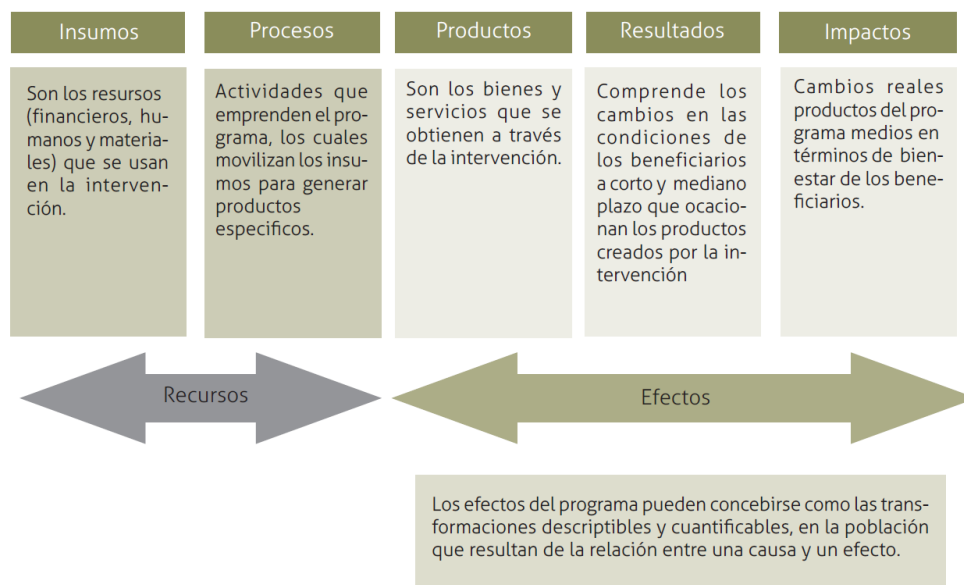 Insumos
Son los resursos
(financieros, hu-
manos y materia-
les) que se usan
en la interven-
ción.
Procesos
Actividades que
emprenden el pro-
grama, los cuales
movilizan los insu-
mos para generar
productos
especificos.
Productos
Son los bienes y
servicios que se
obtienen a través
de la intervención.
Resultados
Comprende los
cambios en las
condiciones de
los beneficiarios
a corto y mediano
plazo que ocacio-
nan los productos
creados por la in-
tervención
Impactos
Cambios reales
productos del pro-
grama medios en
términos de bien-
estar de los bene-
ficiarios.
Recursos
Efectos
Los efectos del programa pueden concebirse como las trans-
formaciones descriptibles y cuantificables, en la población
que resultan de la relación entre una causa y un efecto.